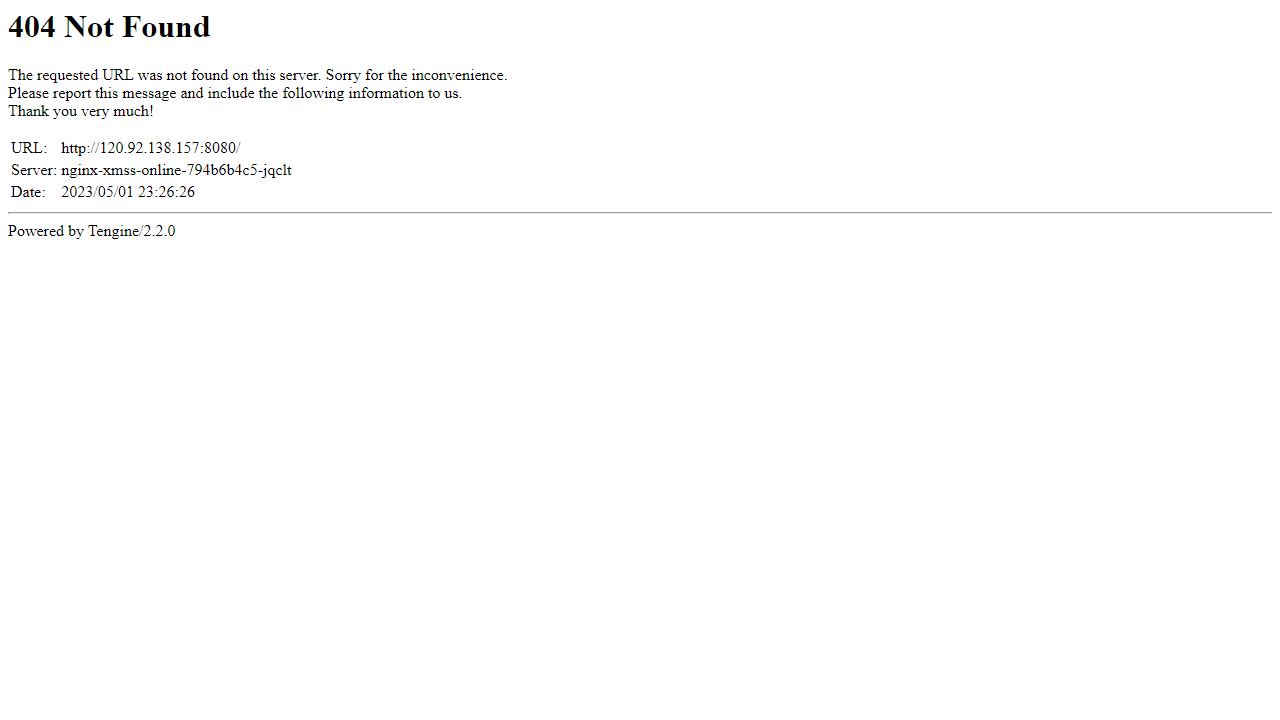 404 Not Found
The requested URL was not found on this server. Sorry for the inconvenience.
Please report this message and include the following information to us.
Thank you very much!
URL: http://120.92.138.157:8080/
Server: nginx-xmss-online-794b6b4c5-jqclt
Date: 2023/05/01 23:26:26
Powered by Tengine/2.2.0